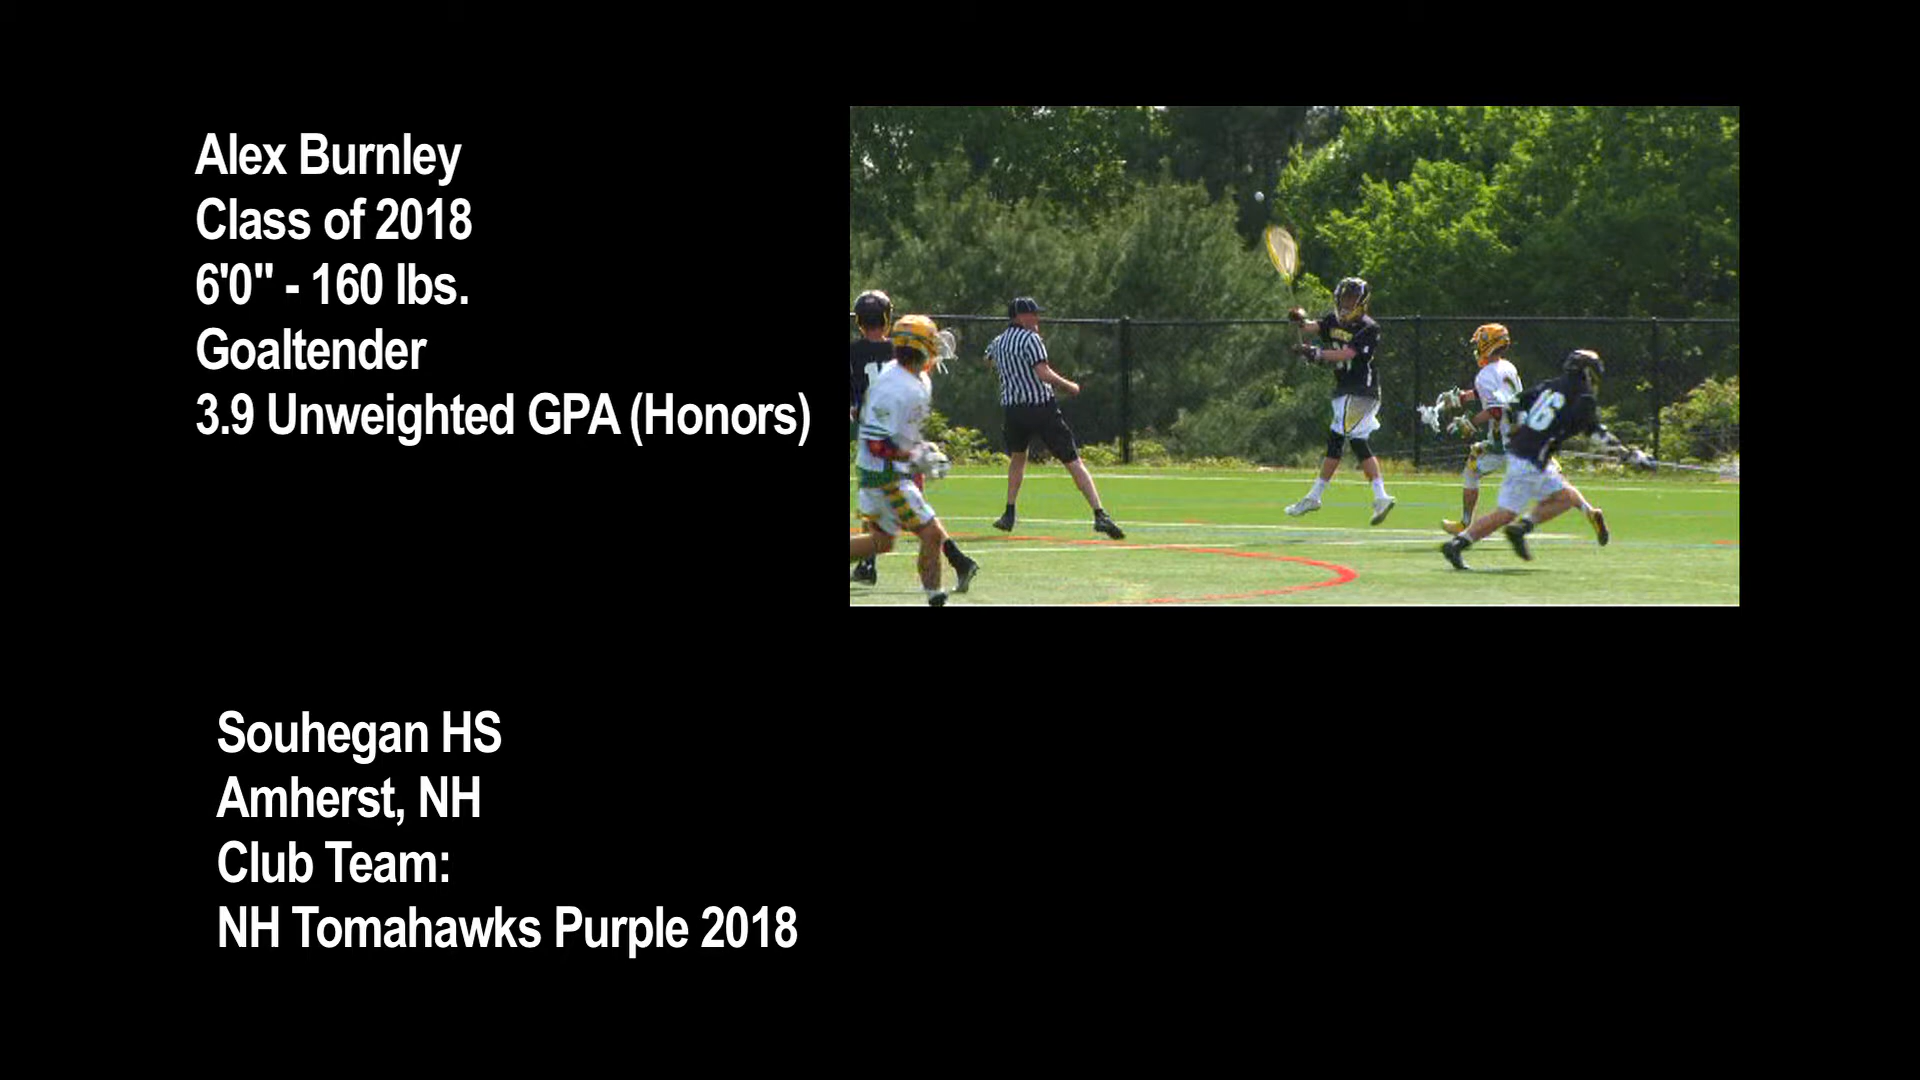 Alex Burnley
Class of 2018
6'0" - 160 lbs.
Goaltender
3.9 Unweighted GPA (Honors)
16
Souhegan HS
Amherst, NH
Club Team:
NH Tomahawks Purple 2018